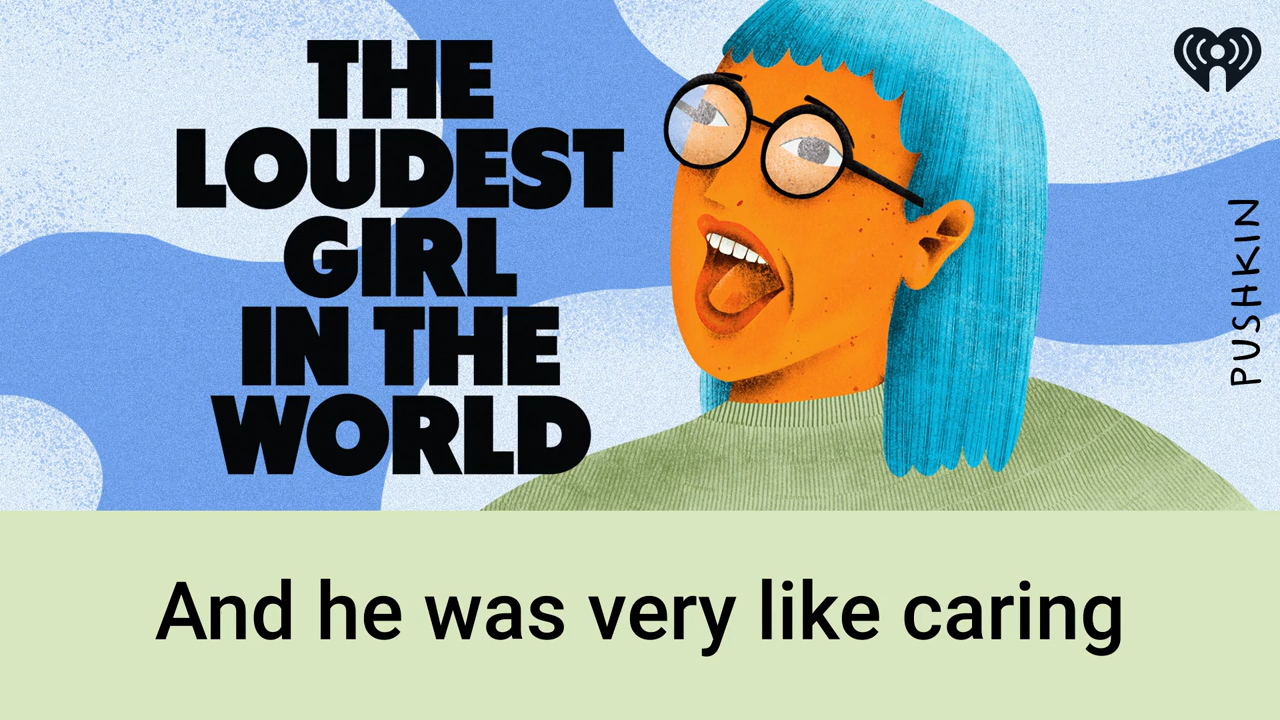 THE
LOUDEST
GIRL
IN THE
WORLD
PUSHKIN
And he was very like caring